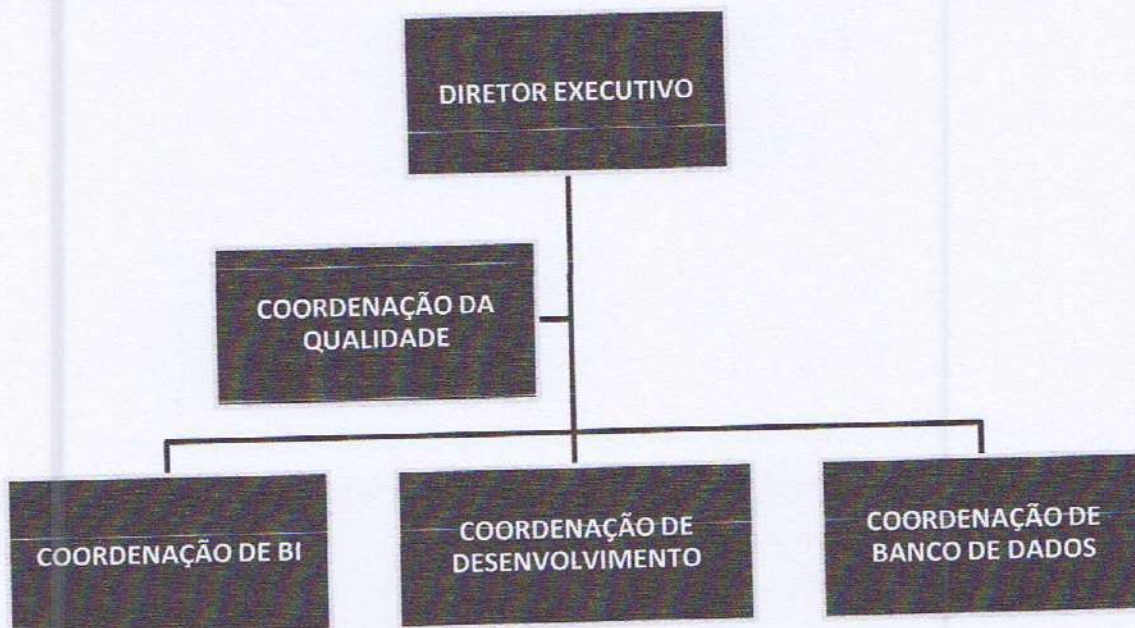 DIRETOR EXECUTIVO
COORDENAÇÃO DA
QUALIDADE
COORDENAÇÃO DE BI
COORDENAÇÃO DE
DESENVOLVIMENTO
COORDENAÇÃO DE
BANCO DE DADOS